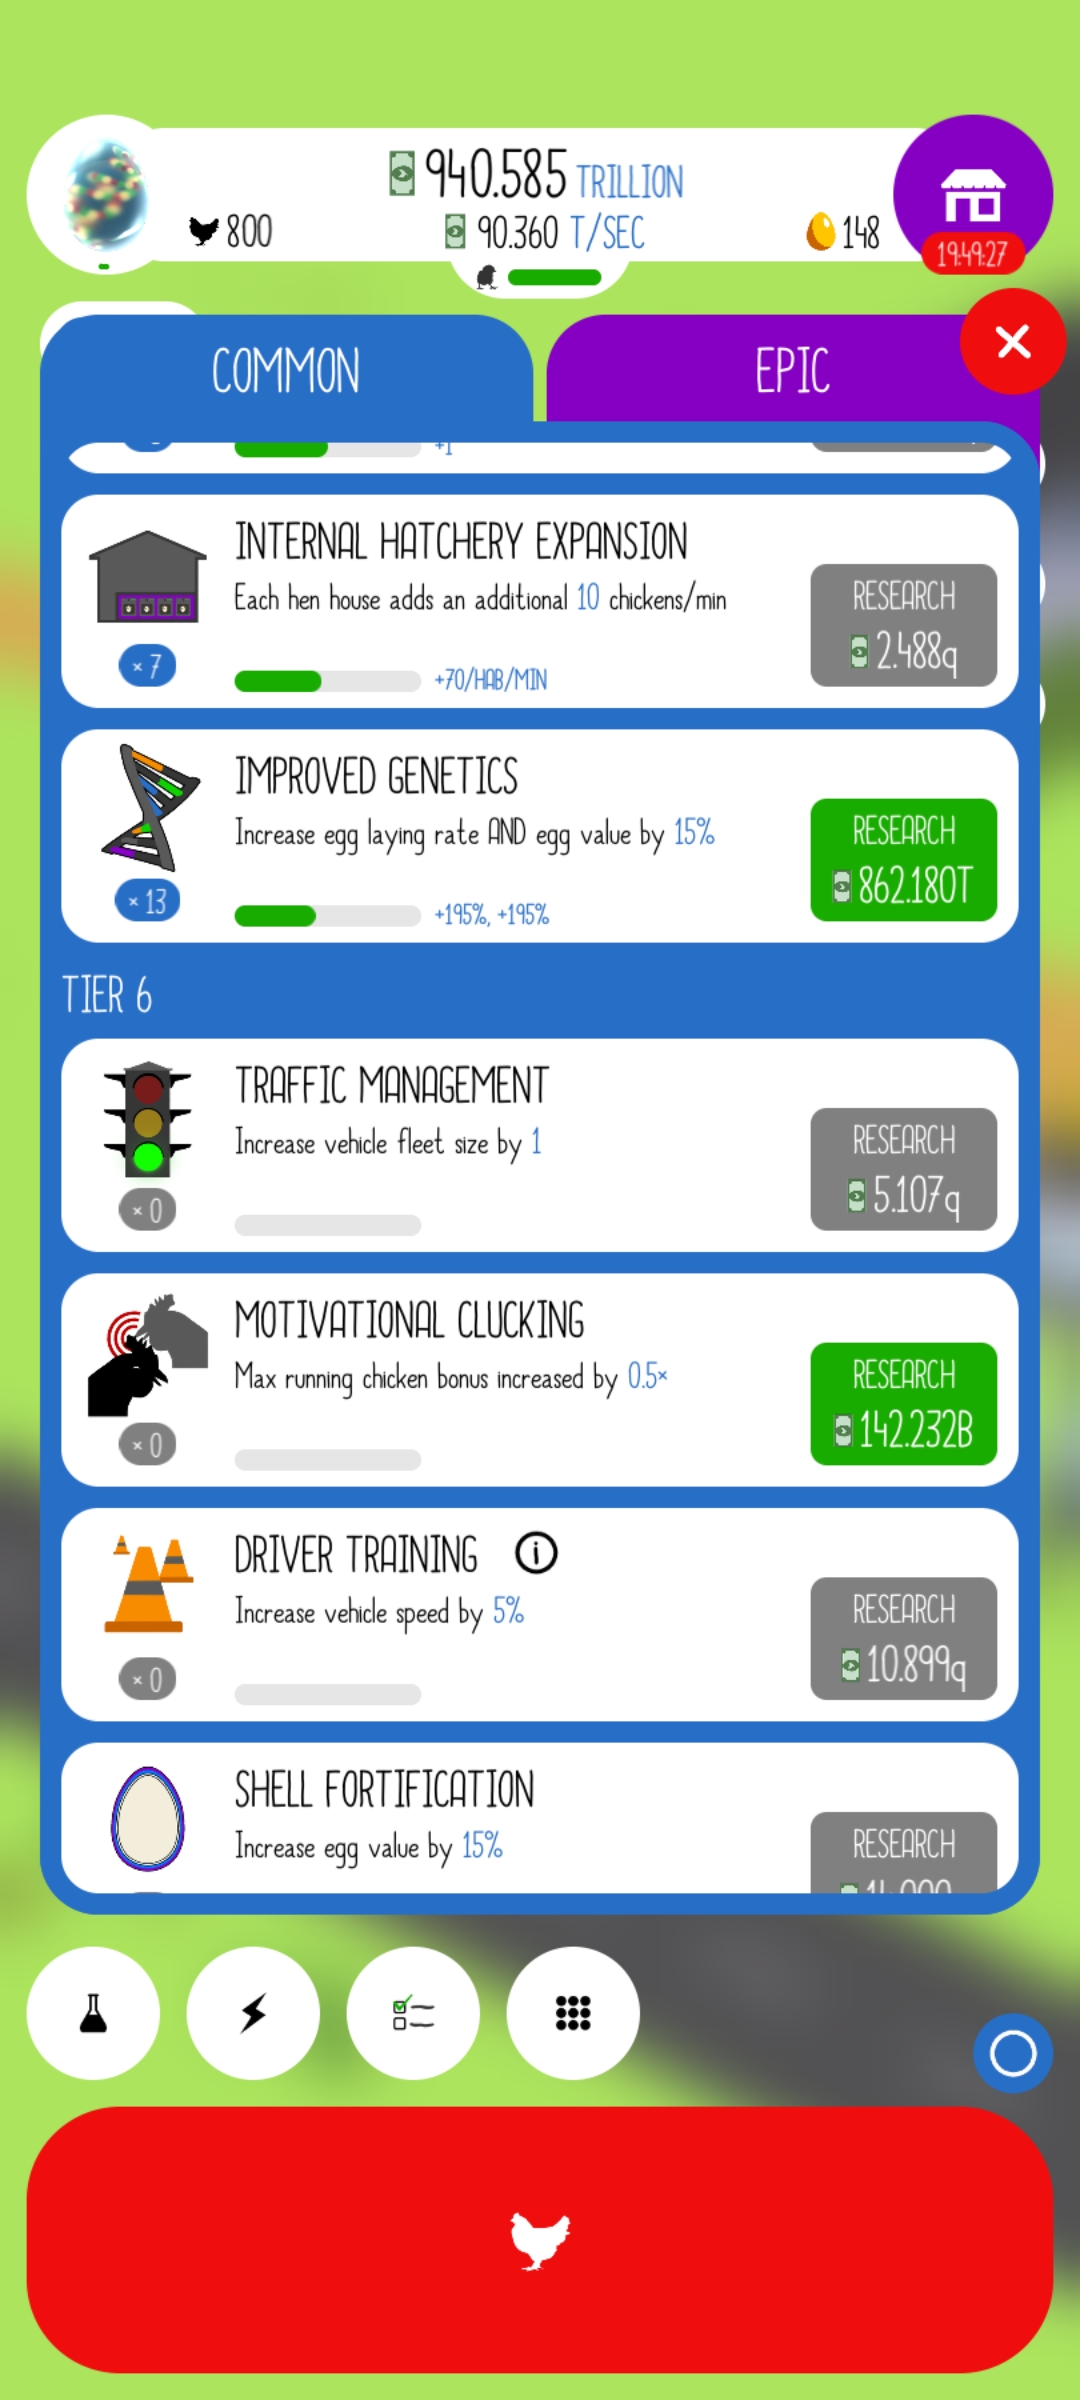 940.585 TRILLION
800
90.360 T/SEC
148
19:49:27
COMMON
EPIC
+1
INTERNAL HATCHERY EXPANSION
Each hen house adds an additional 10 chickens/min
RESEARCH
2.488q
× 7
+70/HAB/MIN
IMPROVED GENETICS
Increase egg laying rate AND egg value by 15%
RESEARCH
862.180T
× 13
+195%, +195%
TIER 6
TRAFFIC MANAGEMENT
Increase vehicle fleet size by 1
RESEARCH
5.107q
× 0
MOTIVATIONAL CLUCKING
Max running chicken bonus increased by 0.5×
RESEARCH
142.232B
× 0
DRIVER TRAINING
Increase vehicle speed by 5%
RESEARCH
10.899q
× 0
SHELL FORTIFICATION
Increase egg value by 15%
RESEARCH